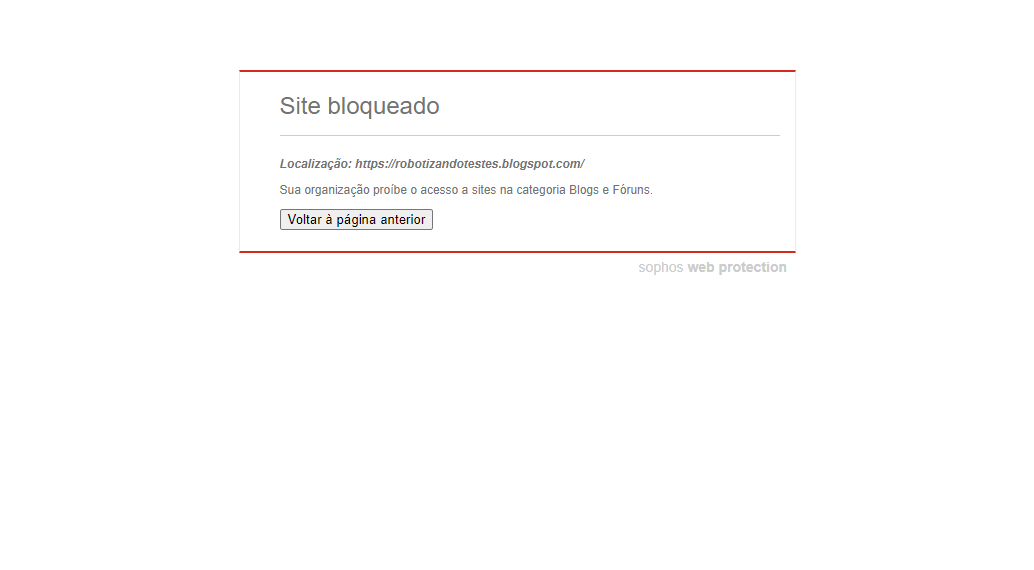 Site bloqueado
Localização: https://robotizandotestes.blogspot.com/
Sua organização proíbe o acesso a sites na categoria Blogs e Fóruns.
Voltar à página anterior
sophos web protection